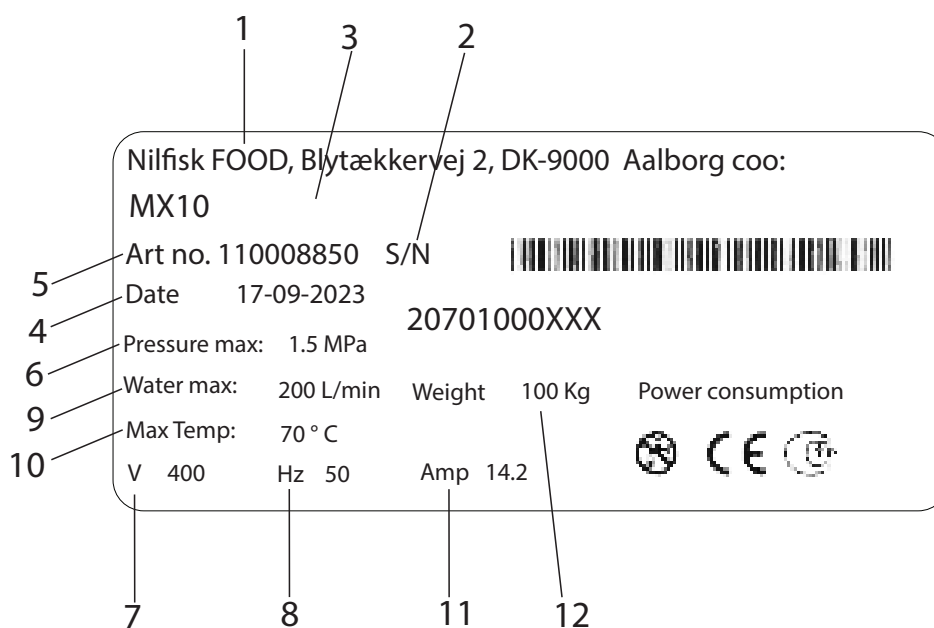 1 3 2
Nilfisk FOOD, Blytækkervej 2, DK-9000 Aalborg coo:
MX10
5 Art no. 110008850 S/N
4 Date 17-09-2023
20701000XXX
6 Pressure max: 1.5 MPa
9 Water max: 200 L/min Weight 100 Kg Power consumption
10 Max Temp: 70 ° C
V 400 Hz 50 Amp 14.2 CE
7 8 11 12